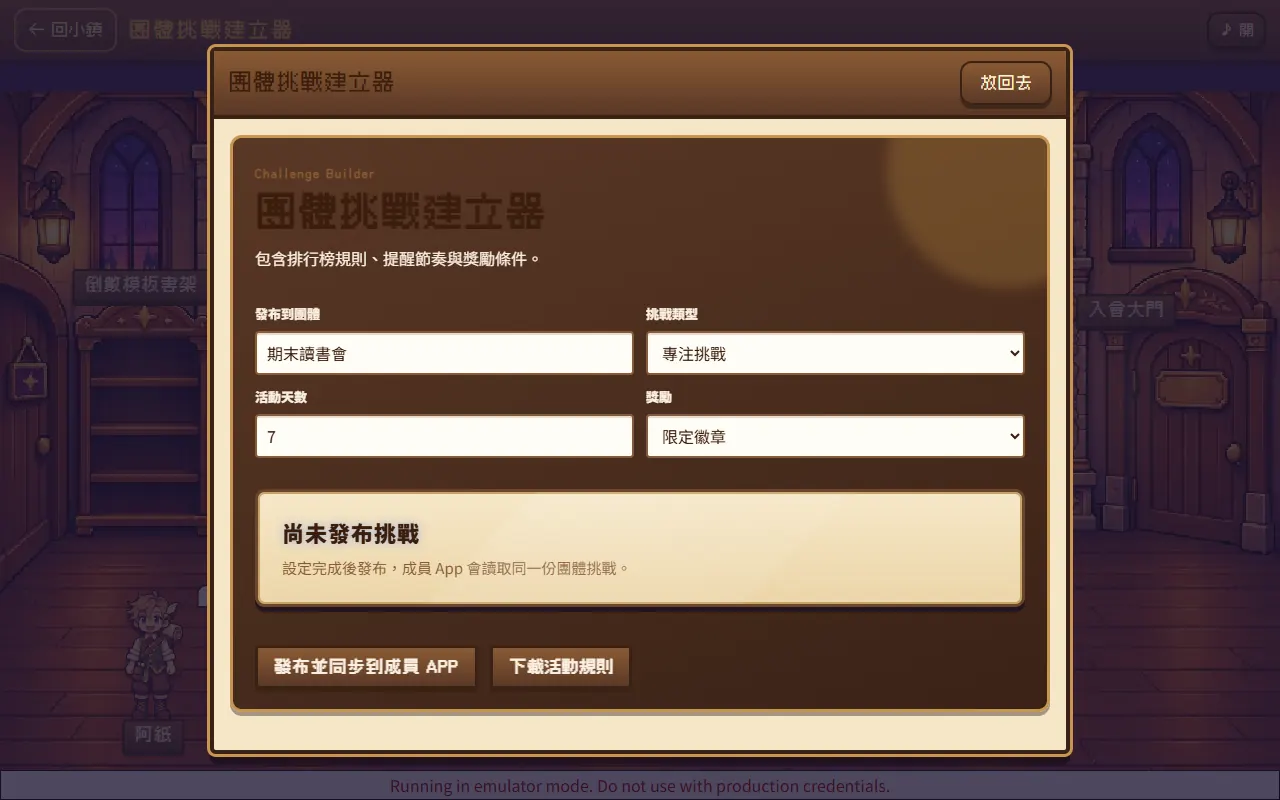 ← 回小鎮
團體挑戰建立器
♪ 開
團體挑戰建立器
放回去
Challenge Builder
團體挑戰建立器
包含排行榜規則、提醒節奏與獎勵條件。
發布到團體
挑戰類型
期末讀書會
專注挑戰
活動天數
獎勵
7
限定徽章
尚未發布挑戰
設定完成後發布，成員 App 會讀取同一份團體挑戰。
發布並同步到成員 APP
下載活動規則
倒數模板書架
入會大門
阿紙
Running in emulator mode. Do not use with production credentials.